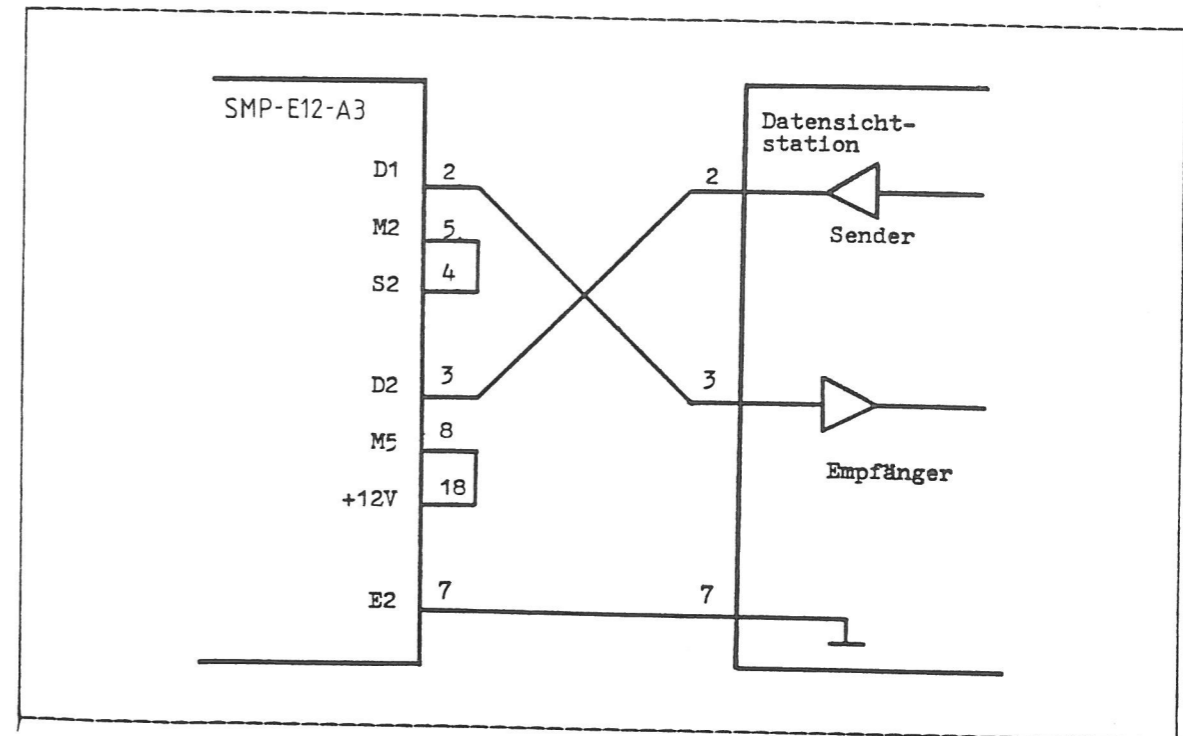 SMP-E12-A3
D1 2
M2 5
S2 4
D2 3
M5 8
+12V 18
E2 7
Datensicht-
station
2
Sender
3
Empfänger
7